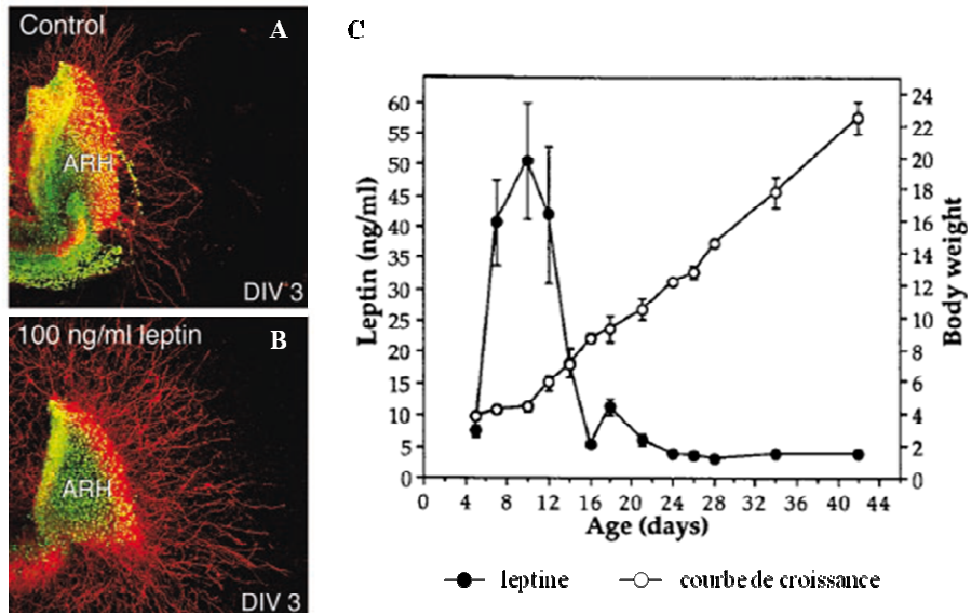 Control
A
ARH
DIV 3
100 ng/ml leptin
B
ARH
DIV 3
C
Leptin (ng/ml)
60
55
50
45
40
35
30
25
20
15
10
5
0
24
22
20
18
16
14
12
10
8
6
4
2
0
Body weight
0 4 8 12 16 20 24 28 32 36 40 44
Age (days)
leptine courbe de croissance